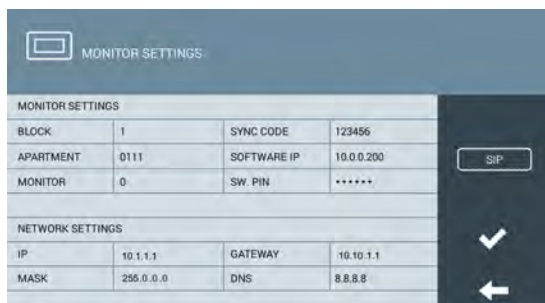 MONITOR SETTINGS
MONITOR SETTINGS
BLOCK 1 SYNC CODE 123456
APARTMENT 0111 SOFTWARE IP 10.0.0.200
SIP
MONITOR 0 SW. PIN ••••••
NETWORK SETTINGS
IP 10.1.1.1 GATEWAY 10.10.1.1
MASK 255.0.0.0 DNS 8.8.8.8